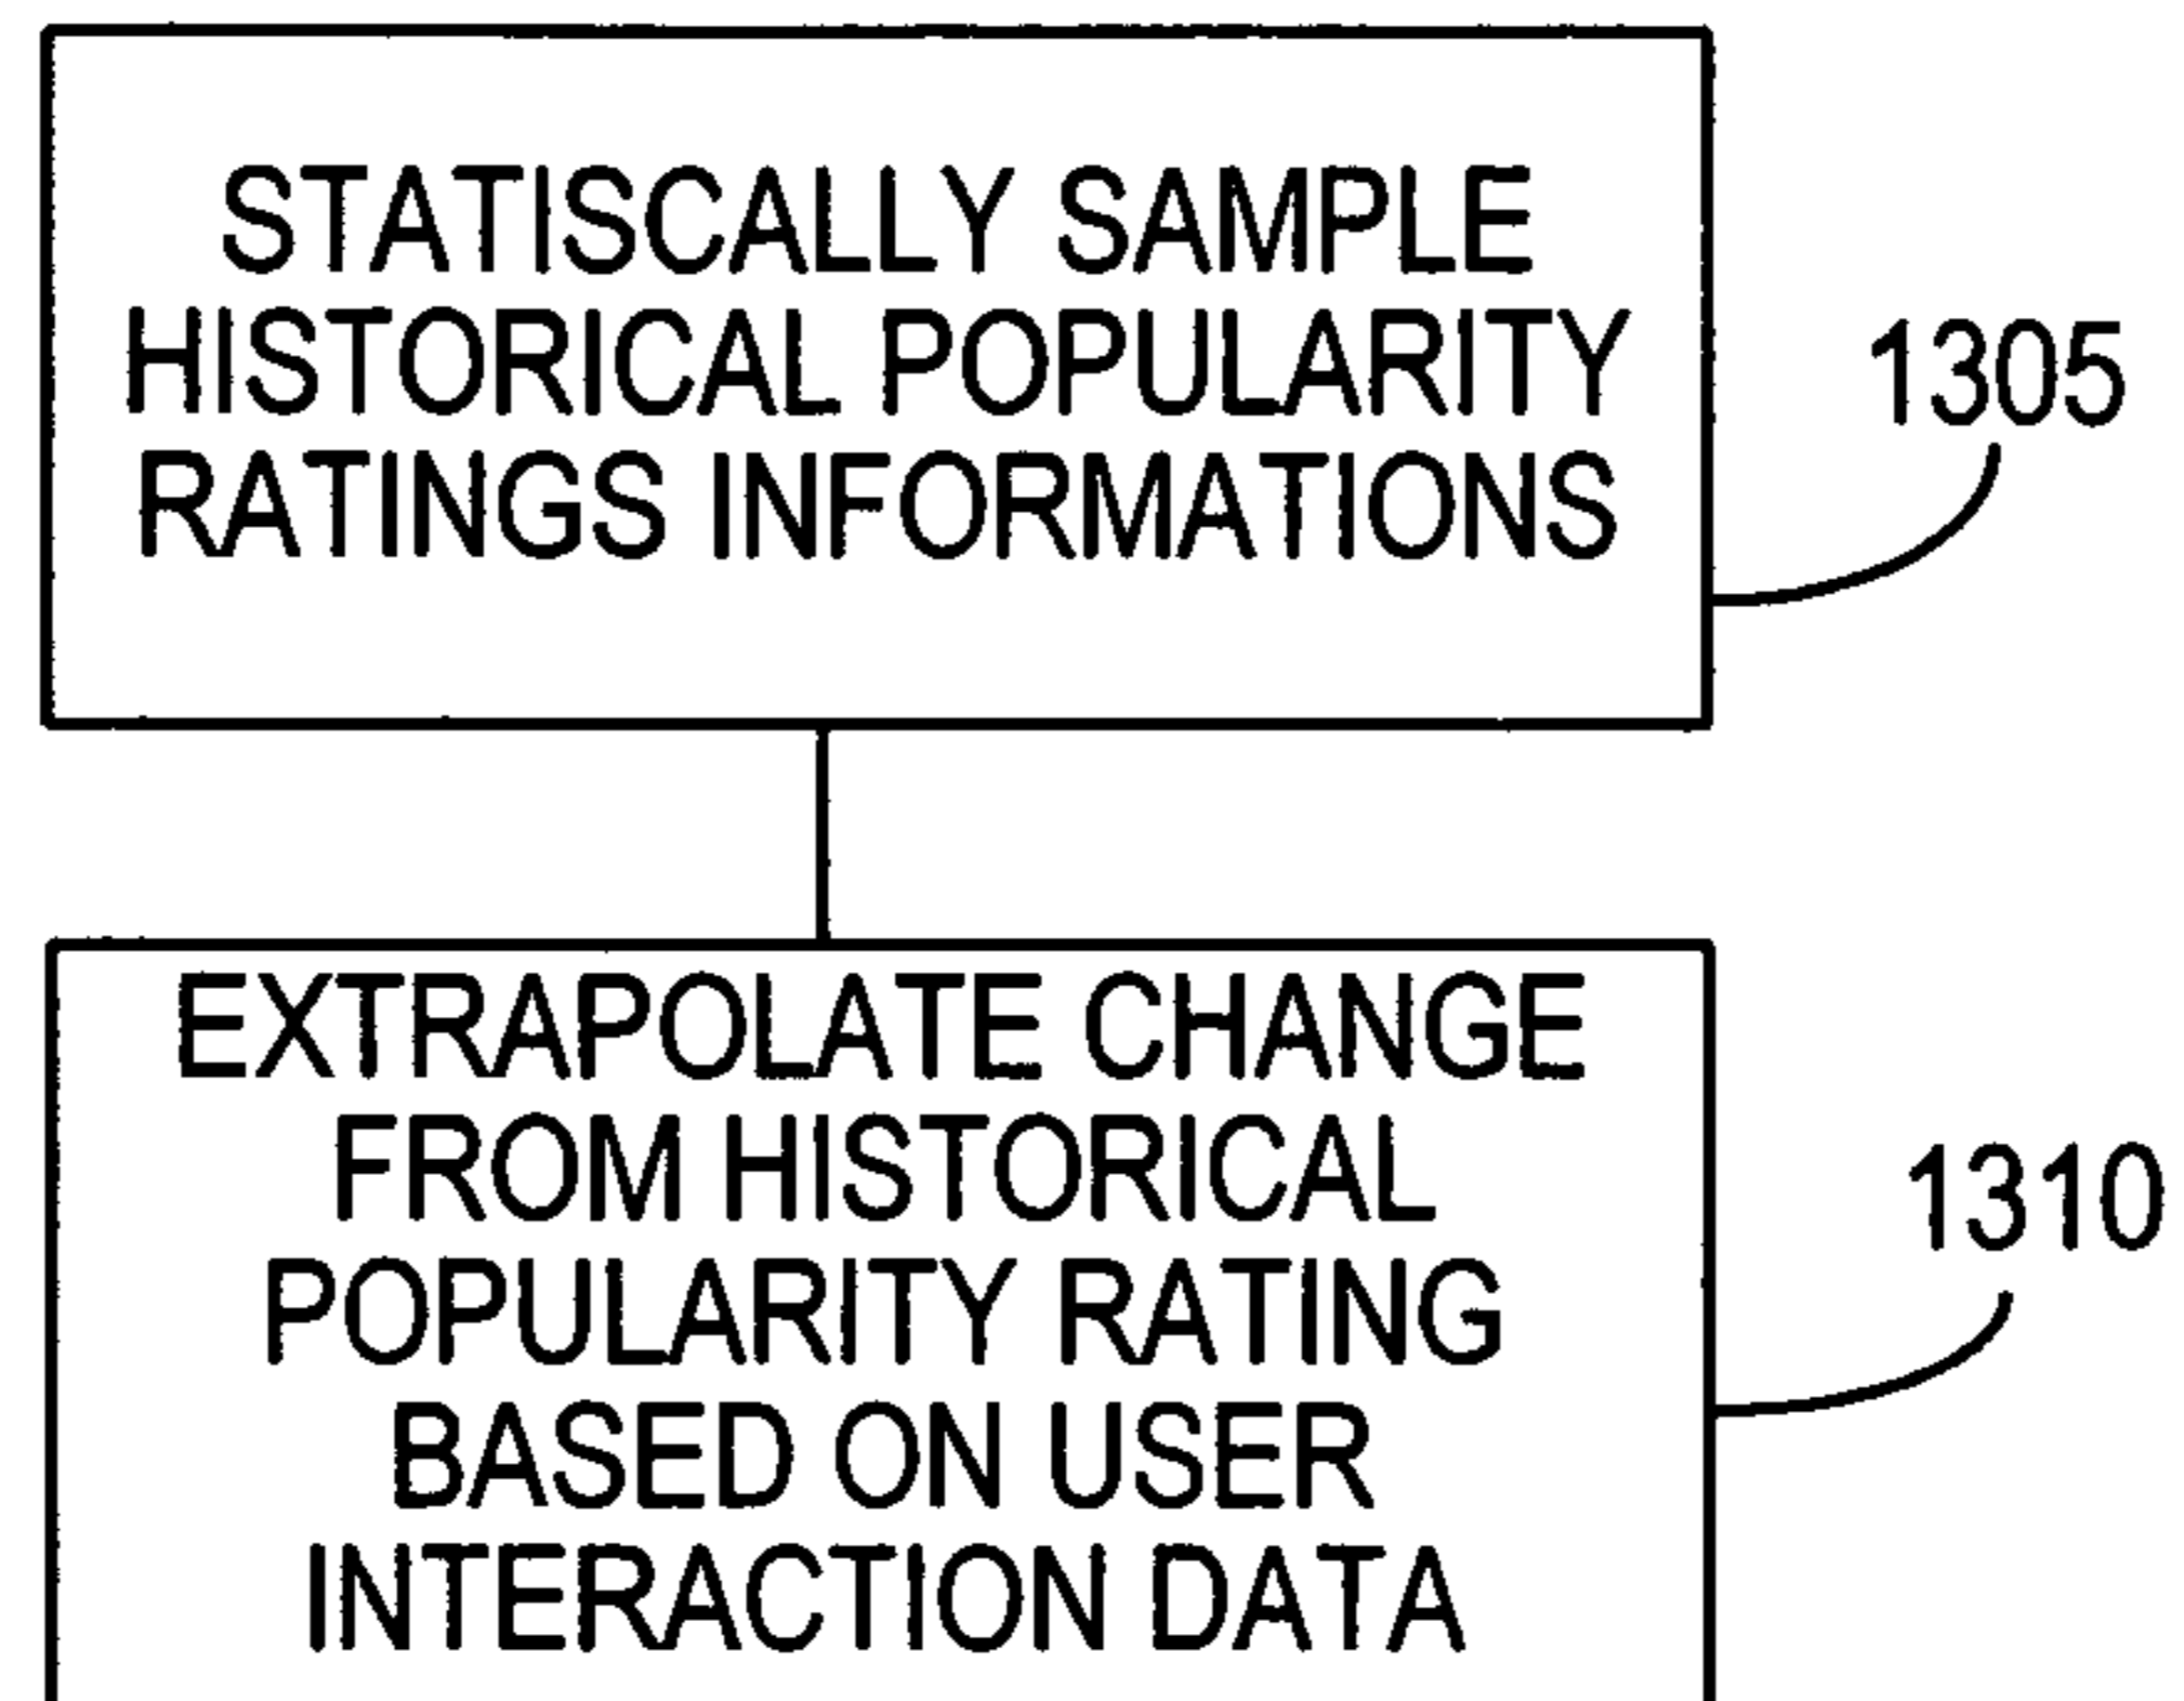 STATISCALLY SAMPLE
HISTORICAL POPULARITY
RATINGS INFORMATIONS
1305
EXTRAPOLATE CHANGE
FROM HISTORICAL
POPULARITY RATING
BASED ON USER
INTERACTION DATA
1310